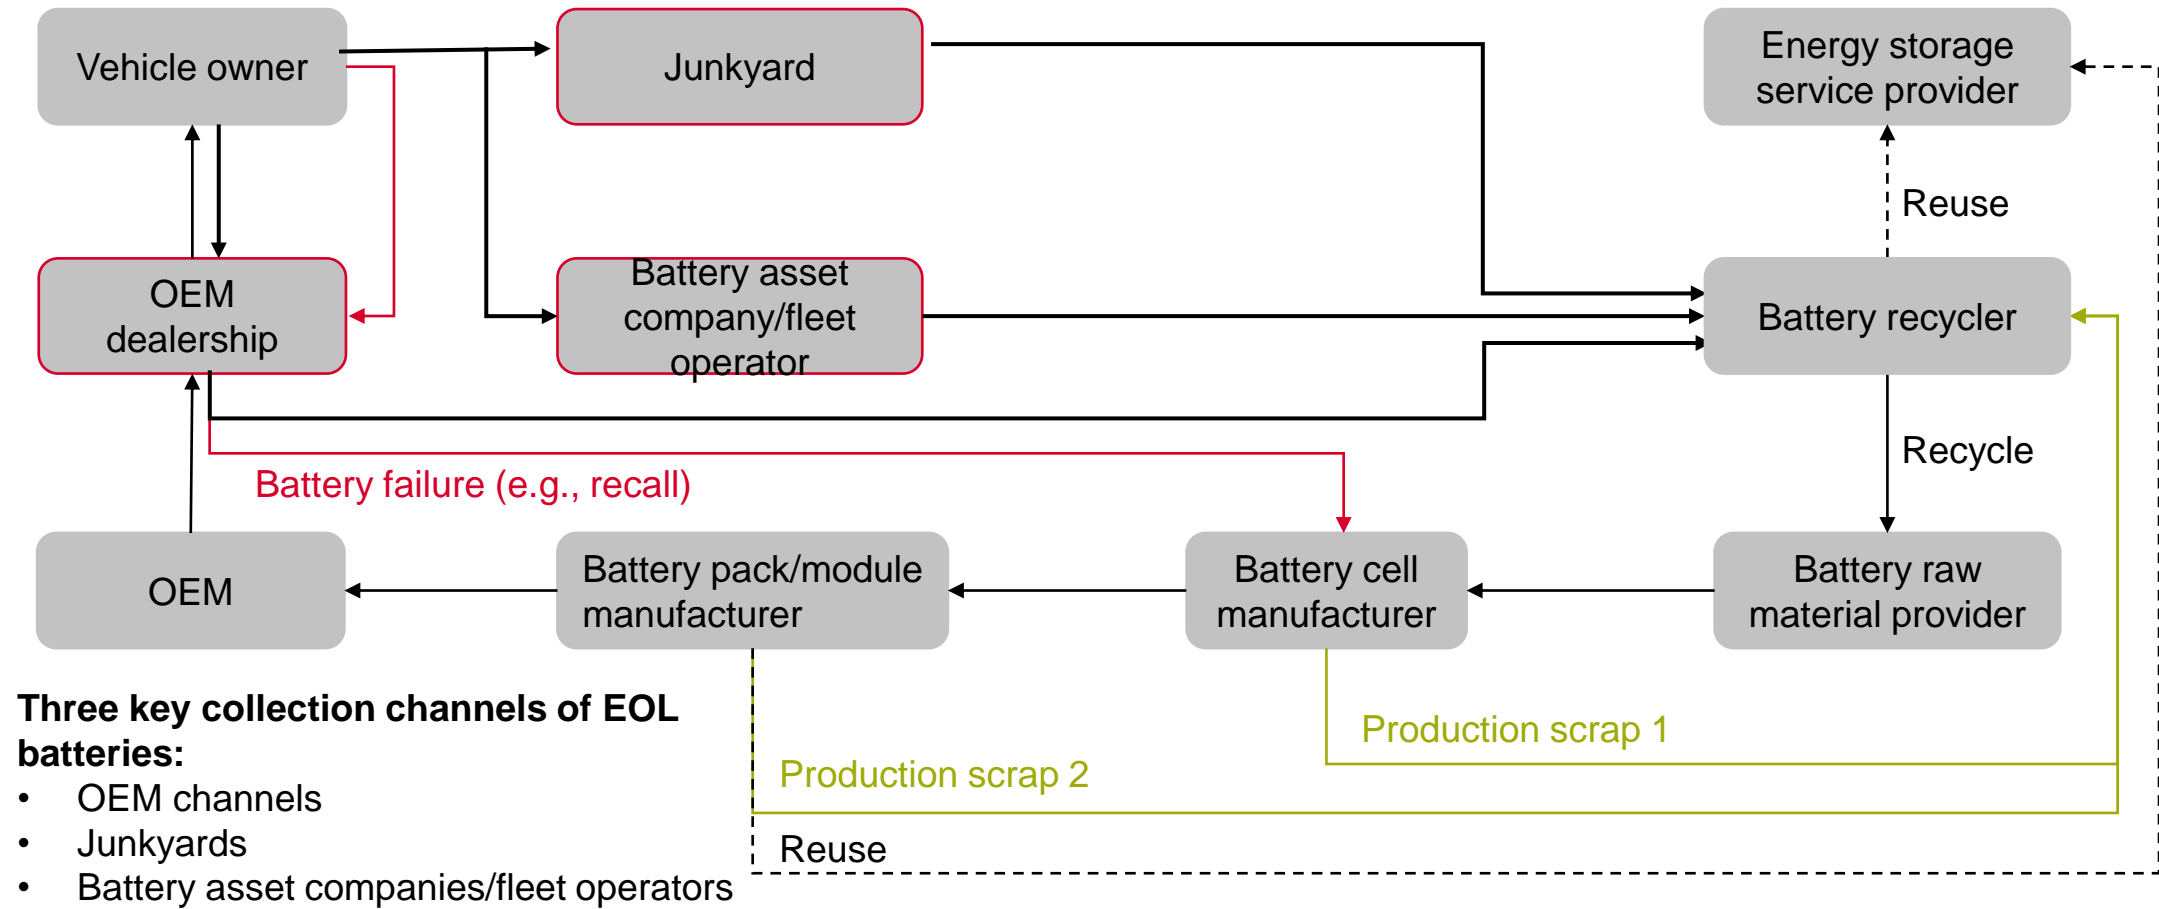 Vehicle owner
Junkyard
Energy storage
service provider
Reuse
OEM
dealership
Battery asset
company/fleet
operator
Battery recycler
Recycle
Battery failure (e.g., recall)
OEM
Battery pack/module
manufacturer
Battery cell
manufacturer
Battery raw
material provider
Production scrap 1
Production scrap 2
Reuse
Three key collection channels of EOL
batteries:
• OEM channels
• Junkyards
• Battery asset companies/fleet operators